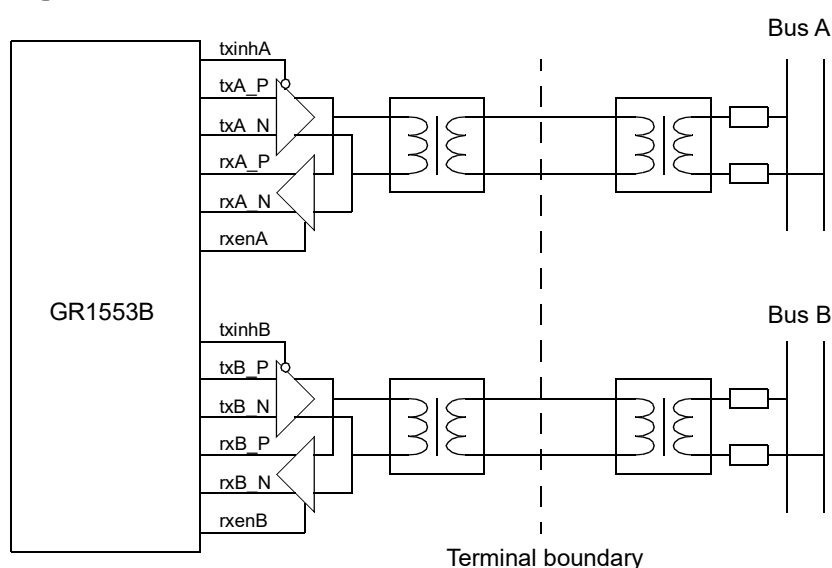 Bus A
txinhA
txA_P
txA_N
rxA_P
rxA_N
rxenA
GR1553B
Bus B
txinhB
txB_P
txB_N
rxB_P
rxB_N
rxenB
Terminal boundary